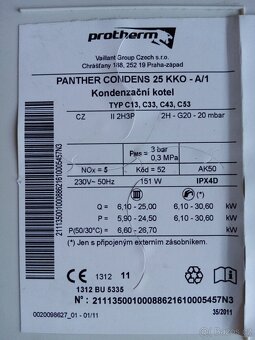 protherm
Vaillant Group Czech s.r.o.
Chrášťany 1/88, 252 19 Praha-západ
PANTHER CONDENS 25 KKO - A/1
Kondenzační kotel
TYP C13, C33, C43, C53
CZ II 2H3P 2H - G20 - 20 mbar
PMS = 3 bar
0,3 MPa
NOx = 5 Kód = 52 AK50
230V~ 50Hz 151 W IPX4D
Q = 6,10 - 25,00 6,10 - 30,60 kW
P = 5,90 - 24,50 6,10 - 30,60 kW
P(50/30°C) = 6,60 - 26,70 kW
(*) Jen s připojeným externím zásobníkem.
CE 1312 11
1312 BU 5335
N°: 21113500100088621610005457N3
0020098627_01 - 01/11 35/2011
21113500100088621610005457N3